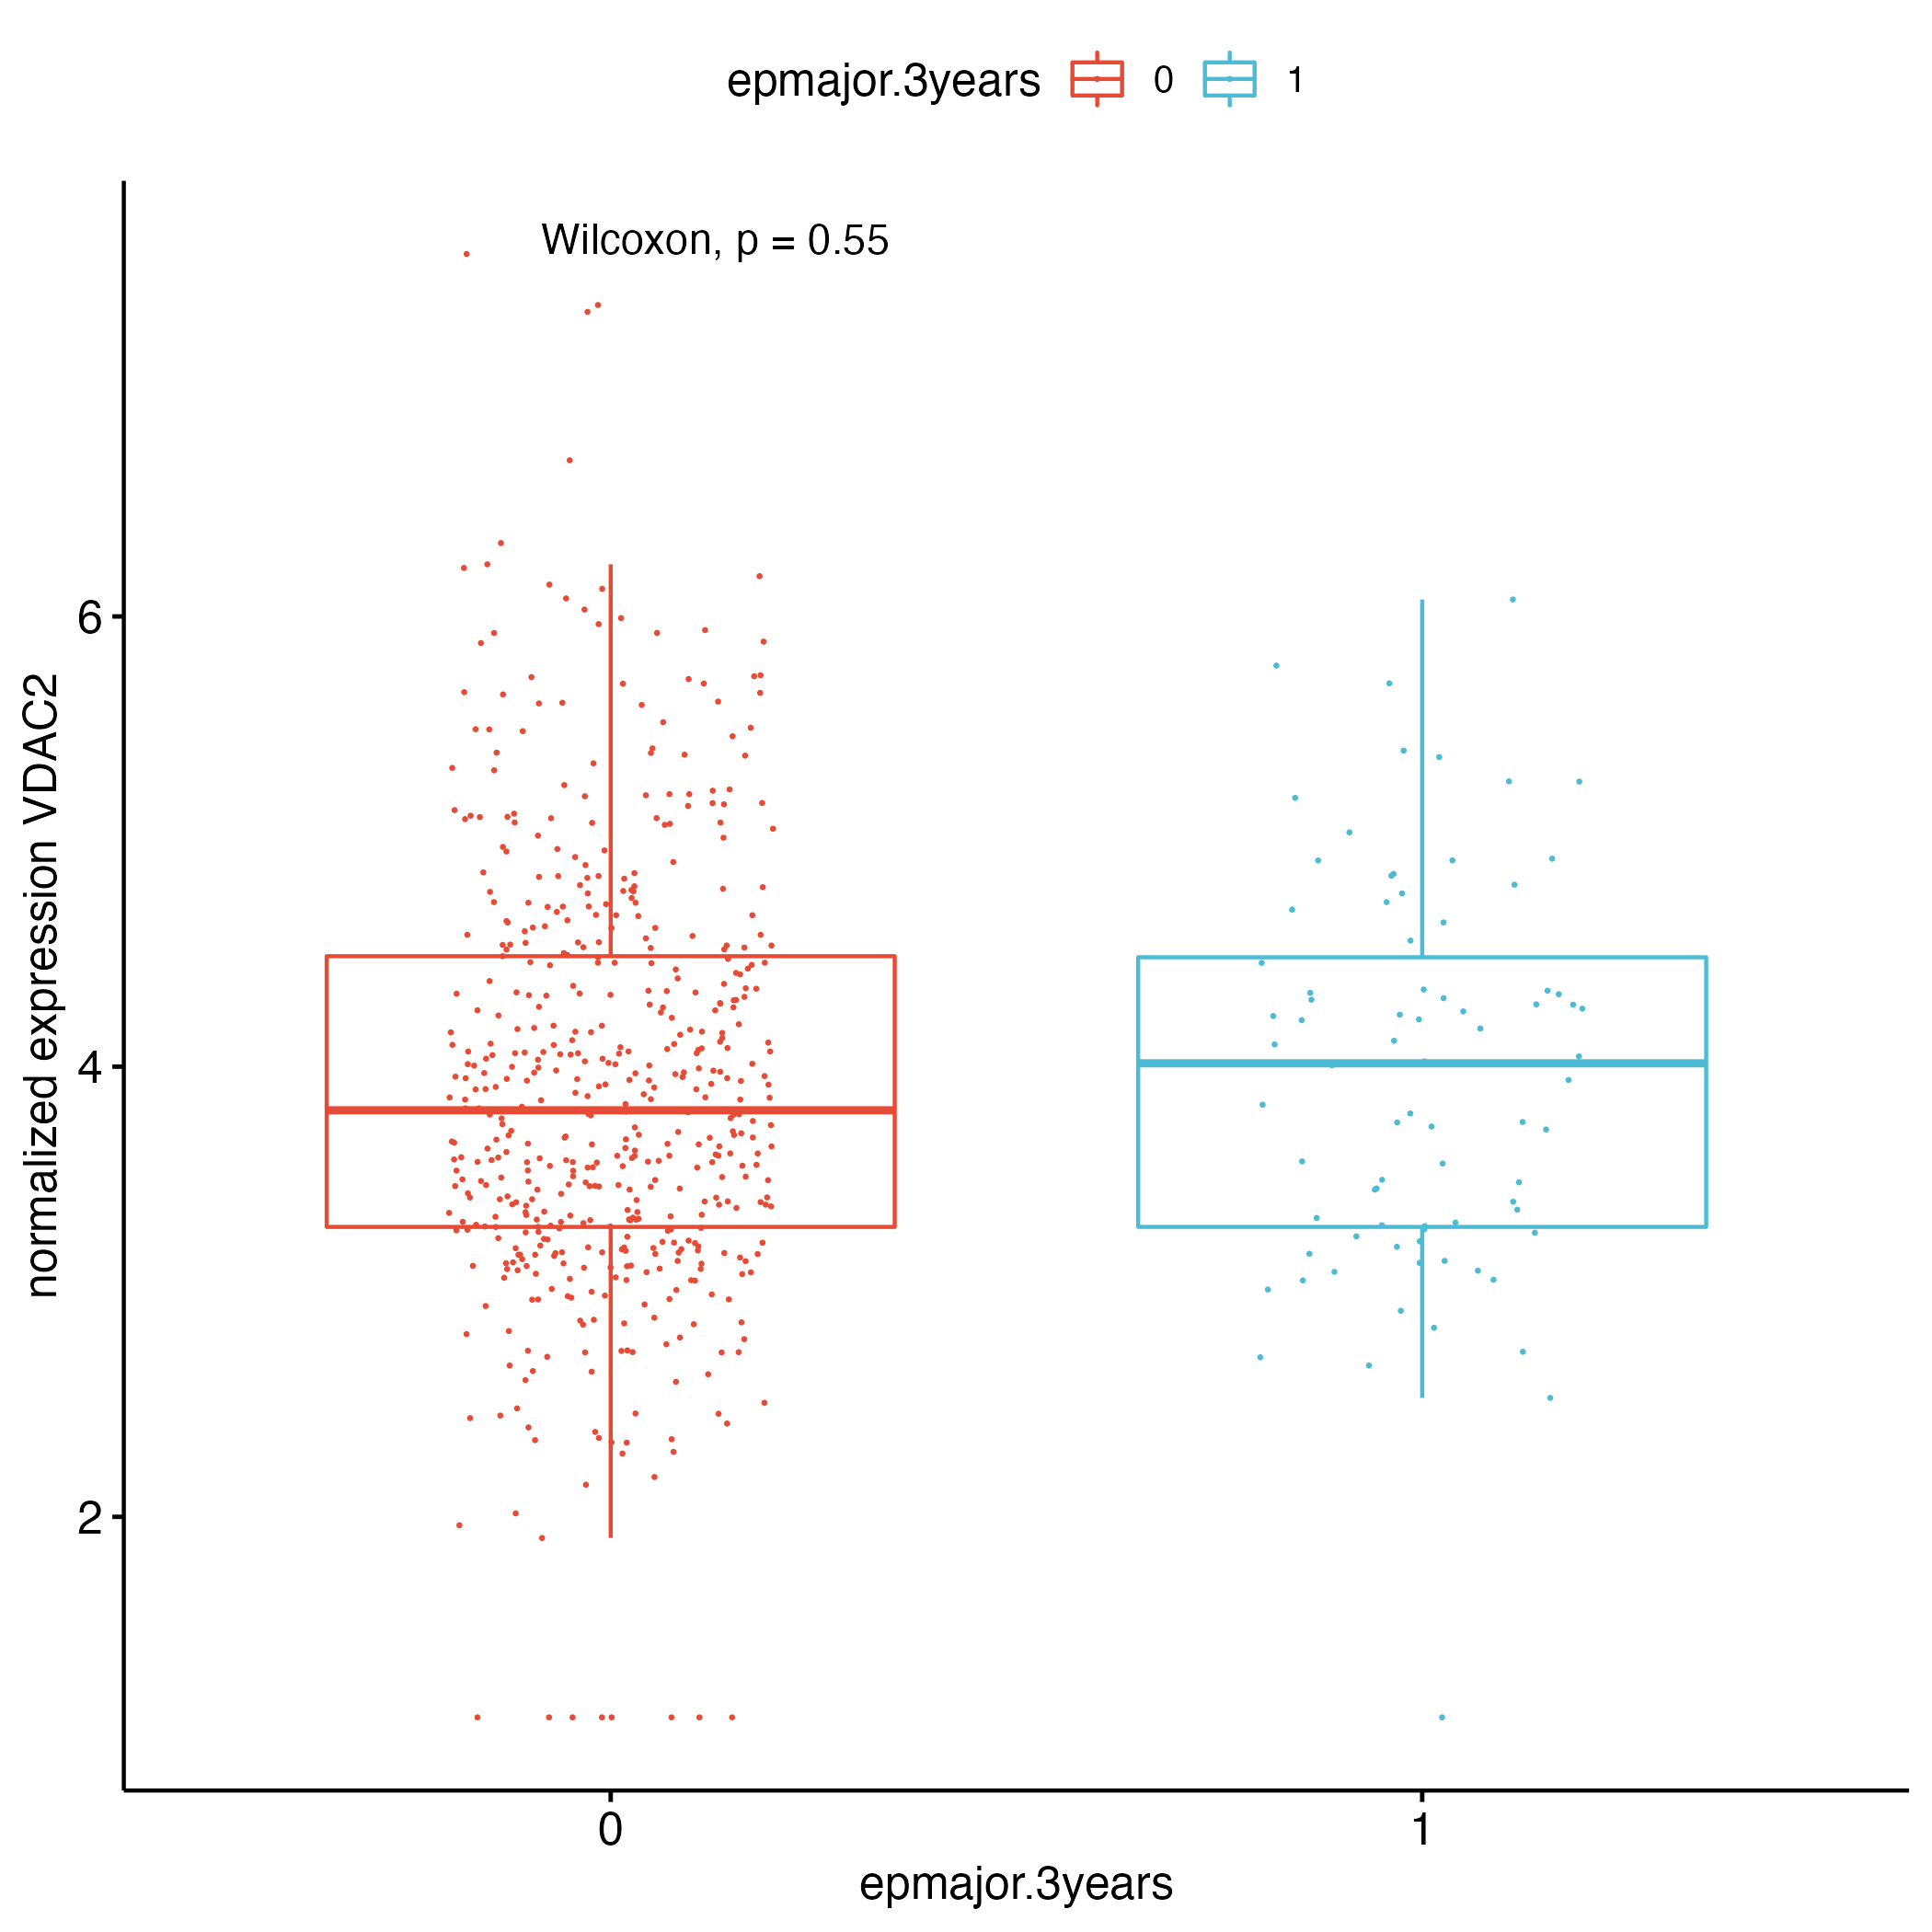 epmajor.3years 0 1
Wilcoxon, p = 0.55
normalized expression VDAC2
6
4
2
0 1
epmajor.3years